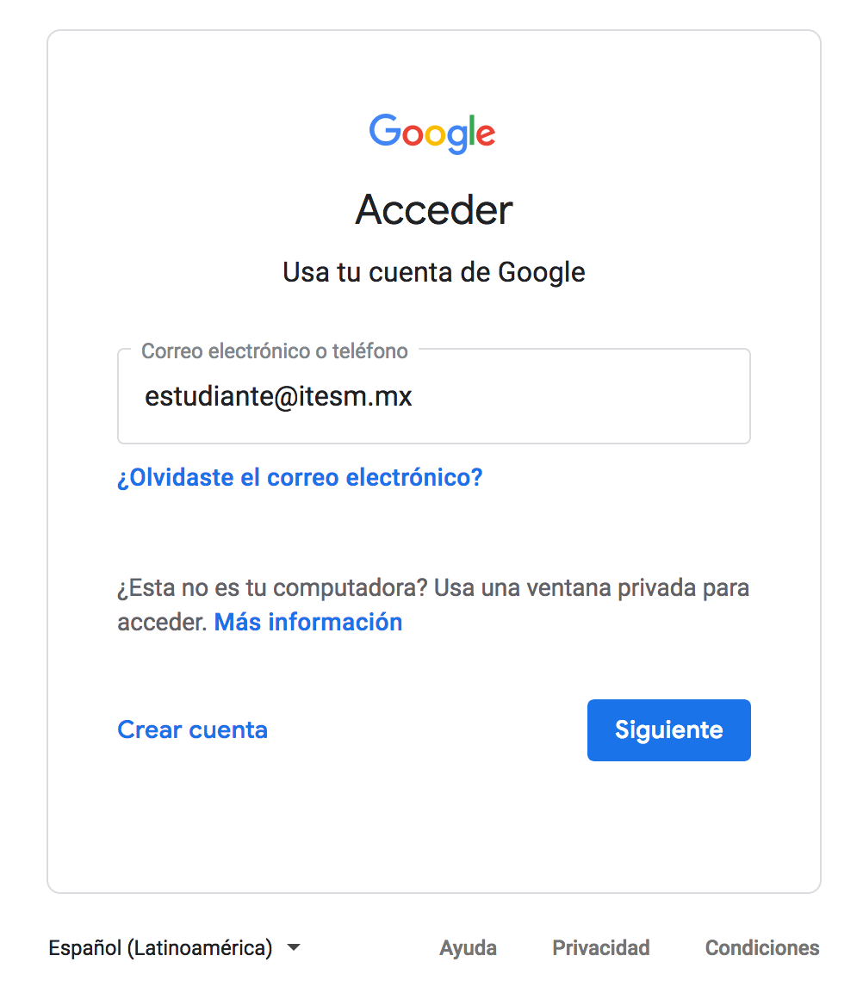 Google
Acceder
Usa tu cuenta de Google
Correo electrónico o teléfono
estudiante@itesm.mx
¿Olvidaste el correo electrónico?
¿Esta no es tu computadora? Usa una ventana privada para
acceder. Más información
Crear cuenta
Siguiente
Español (Latinoamérica)
Ayuda
Privacidad
Condiciones